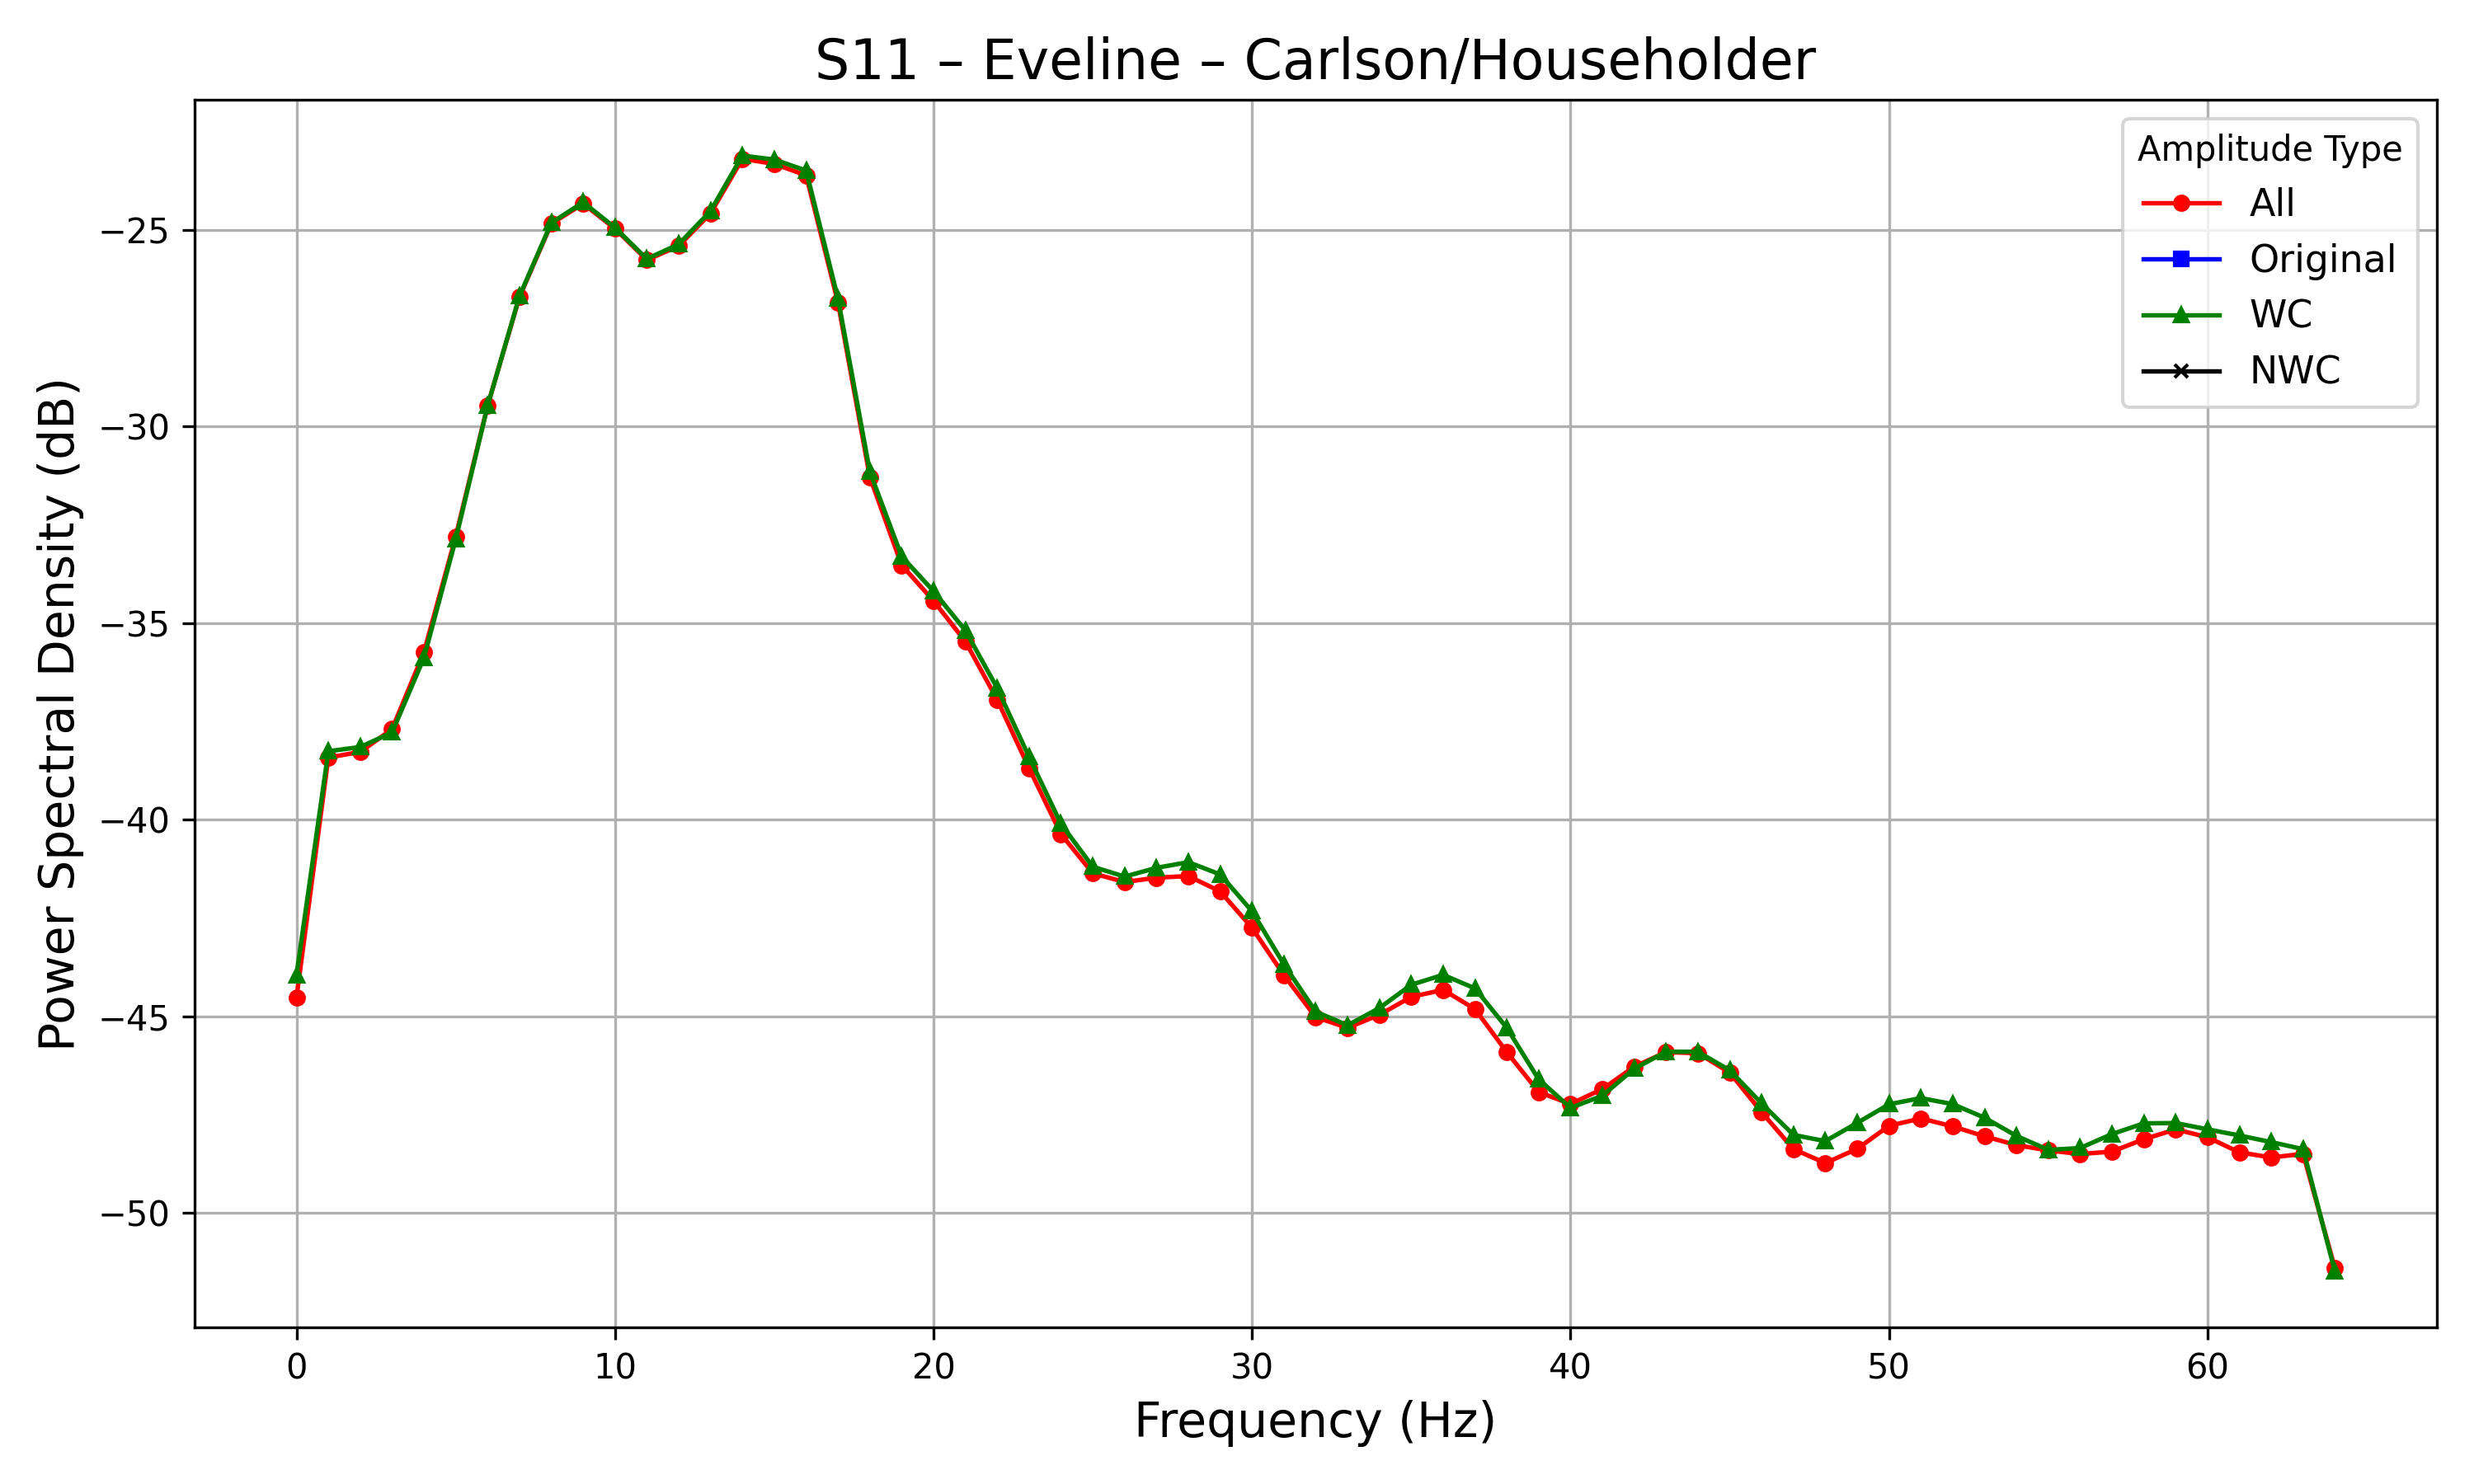 S11 – Eveline – Carlson/Householder
Amplitude Type
All
Original
WC
NWC
Power Spectral Density (dB)
−25
−30
−35
−40
−45
−50
0 10 20 30 40 50 60
Frequency (Hz)